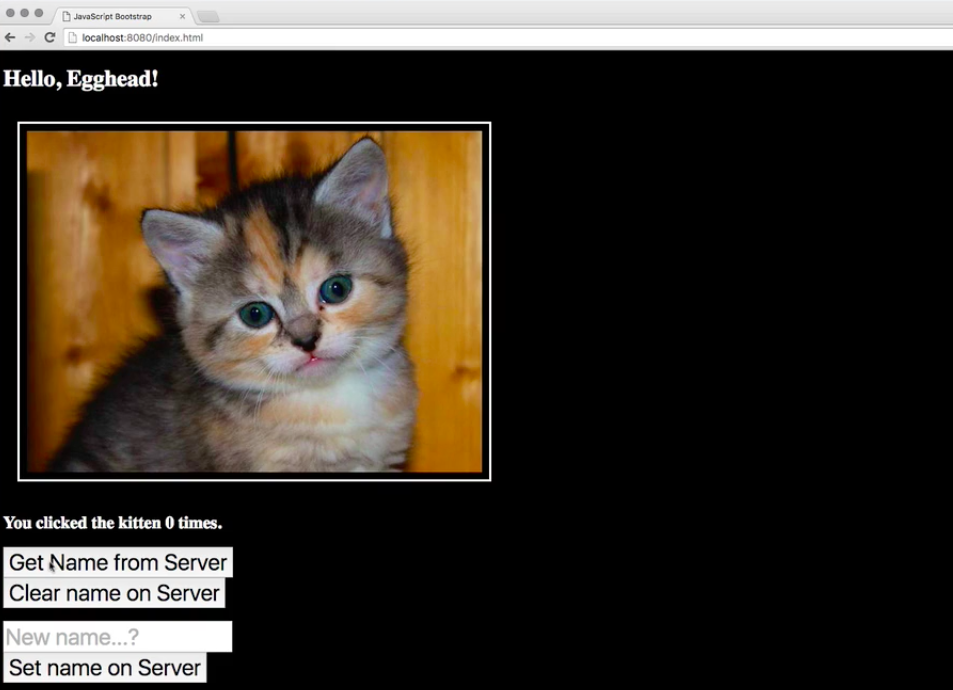 JavaScript Bootstrap
localhost:8080/index.html
Hello, Egghead!
You clicked the kitten 0 times.
Get Name from Server
Clear name on Server
New name...?
Set name on Server